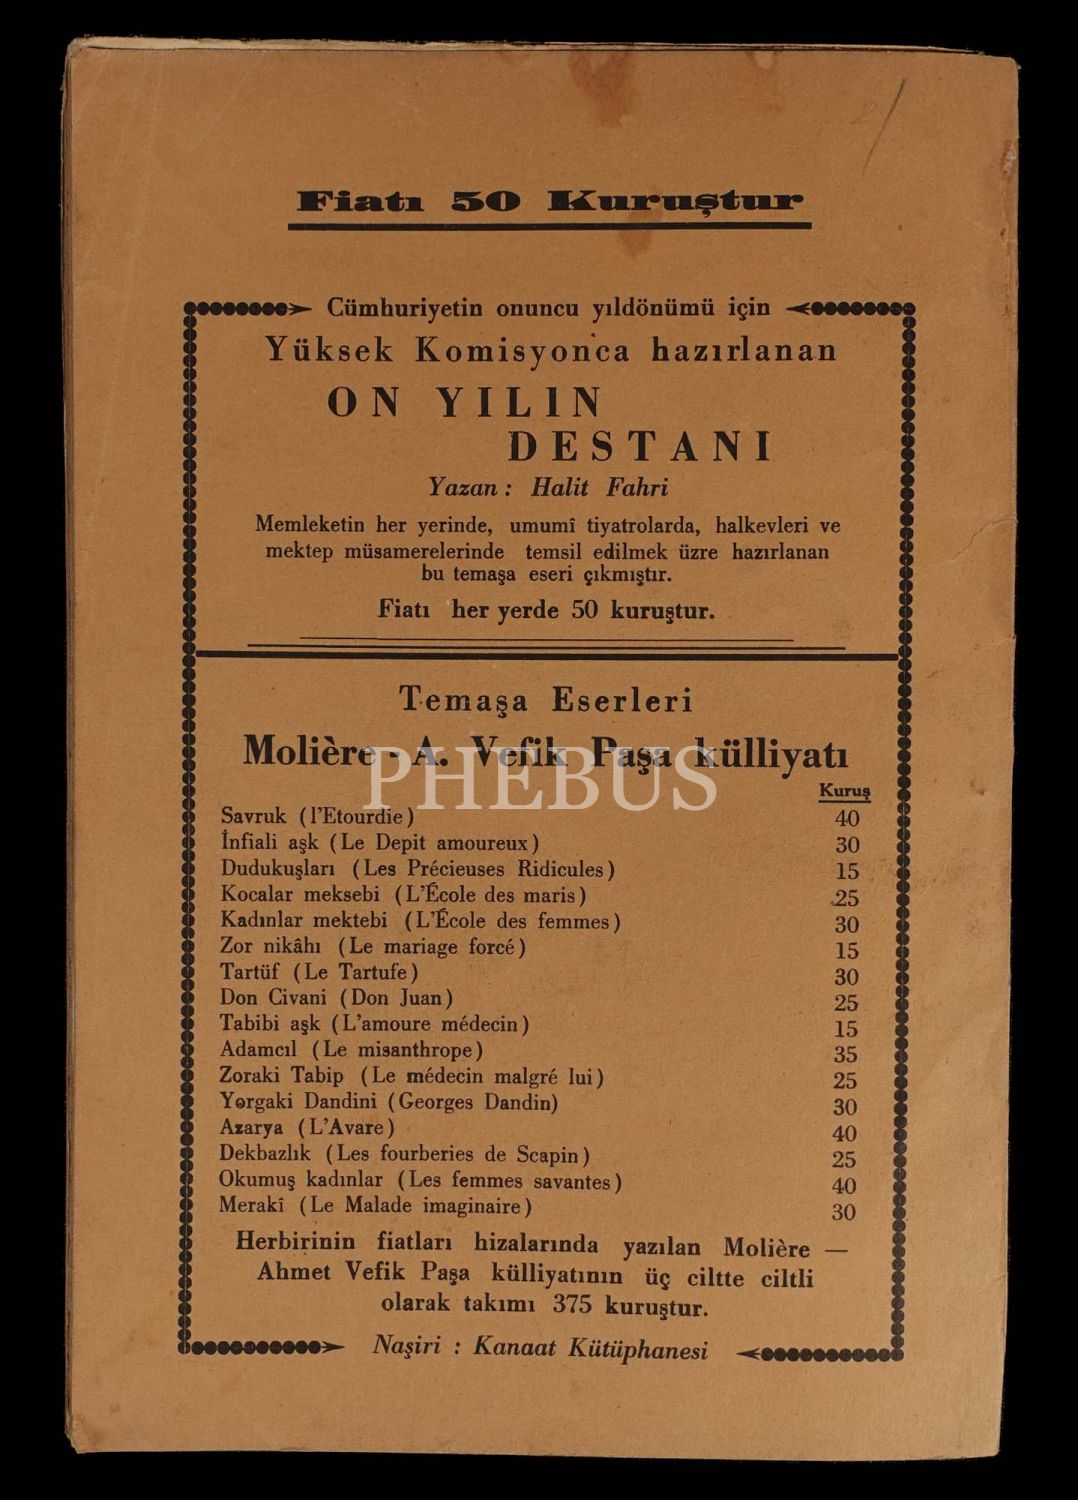 Fiatı 50 Kuruştur
Cümhuriyetin onuncu yıldönümü için
Yüksek Komisyonca hazırlanan
ON YILIN
DESTANI
Yazan : Halit Fahri
Memleketin her yerinde, umumî tiyatrolarda, halkevleri ve
mektep müsamerelerinde temsil edilmek üzre hazırlanan
bu temaşa eseri çıkmıştır.
Fiatı her yerde 50 kuruştur.
Temaşa Eserleri
Molière - A. Vefik Paşa külliyatı
PHEBUS
Kuruş
Savruk (l'Etourdie) 40
İnfiali aşk (Le Depit amoureux) 30
Dudukuşları (Les Précieuses Ridicules) 15
Kocalar meksebi (L'École des maris) 25
Kadınlar mektebi (L'École des femmes) 30
Zor nikâhı (Le mariage forcé) 15
Tartüf (Le Tartufe) 30
Don Civani (Don Juan) 25
Tabibi aşk (L'amoure médecin) 15
Adamcıl (Le misanthrope) 35
Zoraki Tabip (Le médecin malgré lui) 25
Yorgaki Dandini (Georges Dandin) 30
Azarya (L'Avare) 40
Dekbazlık (Les fourberies de Scapin) 25
Okumuş kadınlar (Les femmes savantes) 40
Merakî (Le Malade imaginaire) 30
Herbirinin fiatları hizalarında yazılan Molière —
Ahmet Vefik Paşa külliyatının üç ciltte ciltli
olarak takımı 375 kuruştur.
Naşiri : Kanaat Kütüphanesi